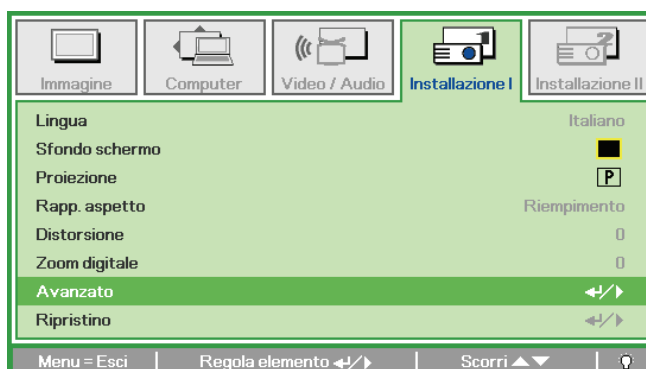 Immagine
Computer
Video / Audio
Installazione I
Installazione II
Lingua Italiano
Sfondo schermo
Proiezione P
Rapp. aspetto Riempimento
Distorsione 0
Zoom digitale 0
Avanzato ↵/▶
Ripristino ↵/▶
Menu = Esci | Regola elemento ↵/▶ | Scorri ▲▼ |